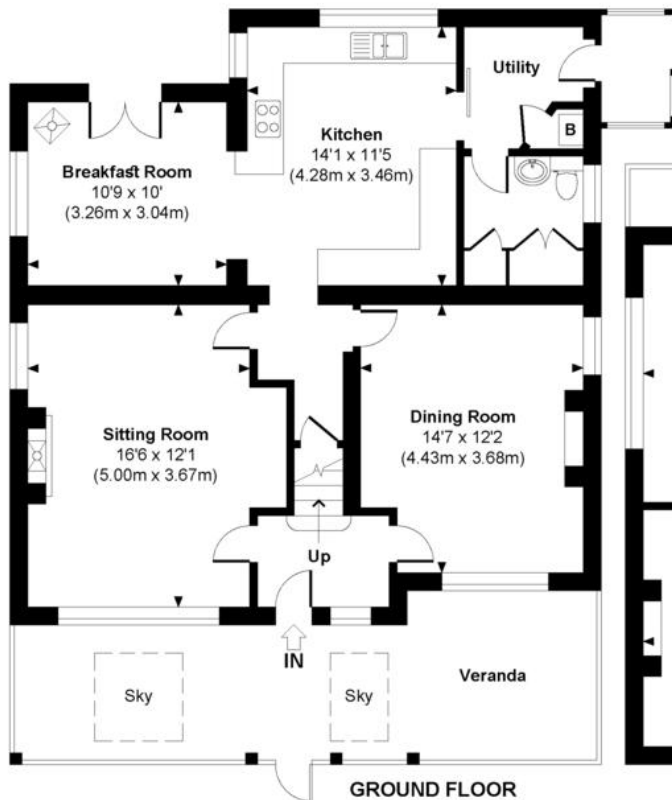 Utility
B
Kitchen
14'1 x 11'5
(4.28m x 3.46m)
Breakfast Room
10'9 x 10'
(3.26m x 3.04m)
Sitting Room
16'6 x 12'1
(5.00m x 3.67m)
Dining Room
14'7 x 12'2
(4.43m x 3.68m)
Up
IN
Sky
Sky
Veranda
GROUND FLOOR